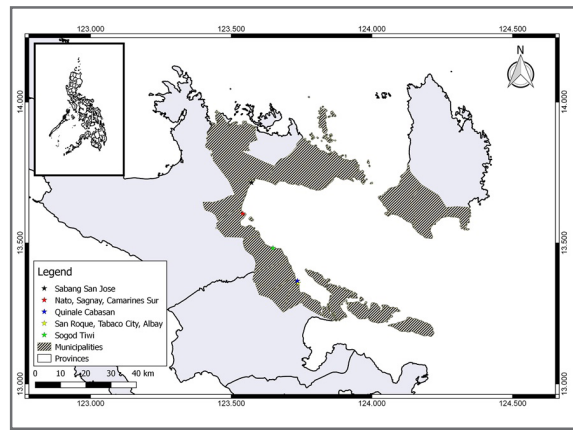 123.000 123.500 124.000 124.500
N
14.000 14.000
13.500 13.500
Legend
Sabang San Jose
Nato, Sagnay, Camarines Sur
Quinale Cabasan
San Roque, Tabaco City, Albay
Sogod Tiwi
Municipalities
Provinces
0 10 20 30 40 km
13.000 13.000
123.000 123.500 124.000 124.500